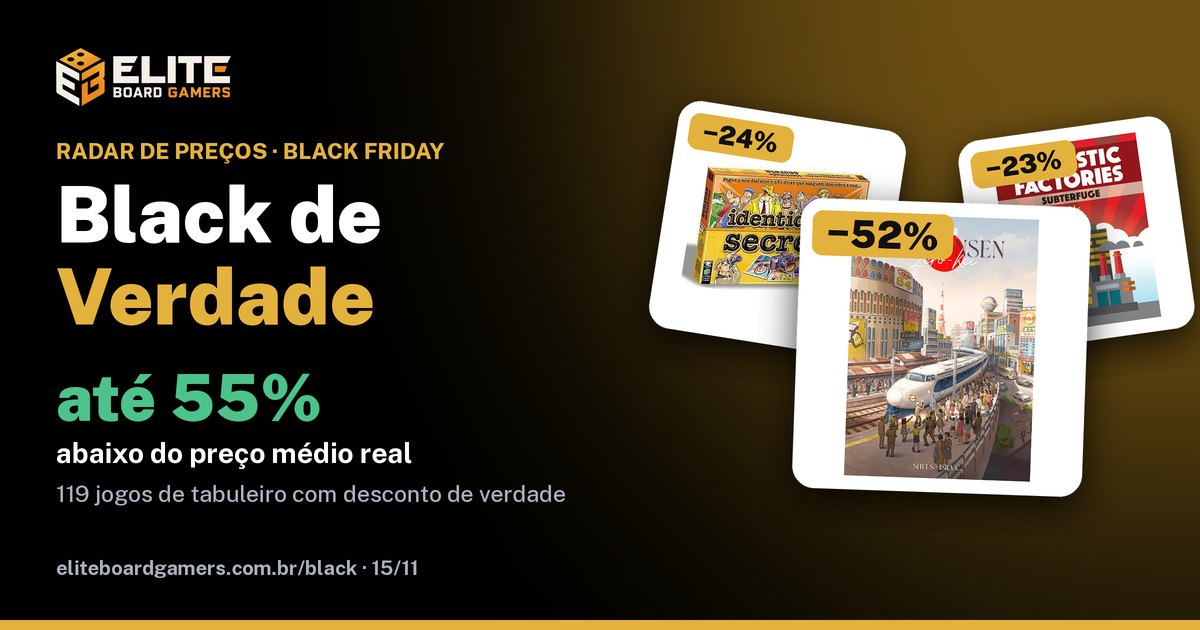 ELITE
BOARD GAMERS
RADAR DE PREÇOS · BLACK FRIDAY
Black de
Verdade
até 55%
abaixo do preço médio real
119 jogos de tabuleiro com desconto de verdade
eliteboardgamers.com.br/black · 15/11
−24%
−52%
−23%
FACTORIES
SUBTERFUGE